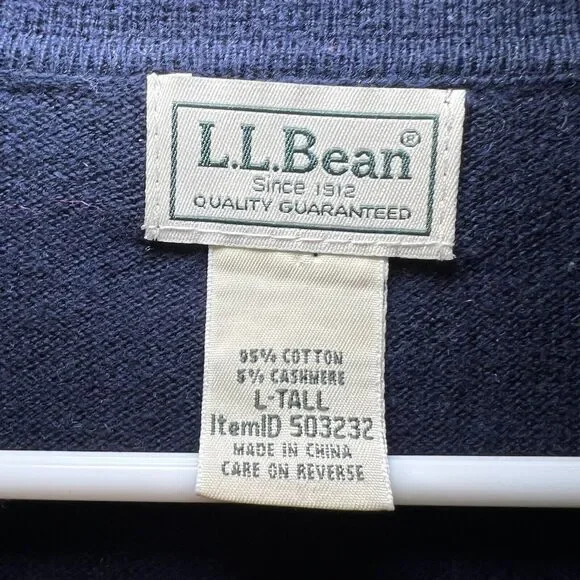 L.L.Bean®
Since 1912
QUALITY GUARANTEED
95% COTTON
5% CASHMERE
L-TALL
ItemID 503232
MADE IN CHINA
CARE ON REVERSE